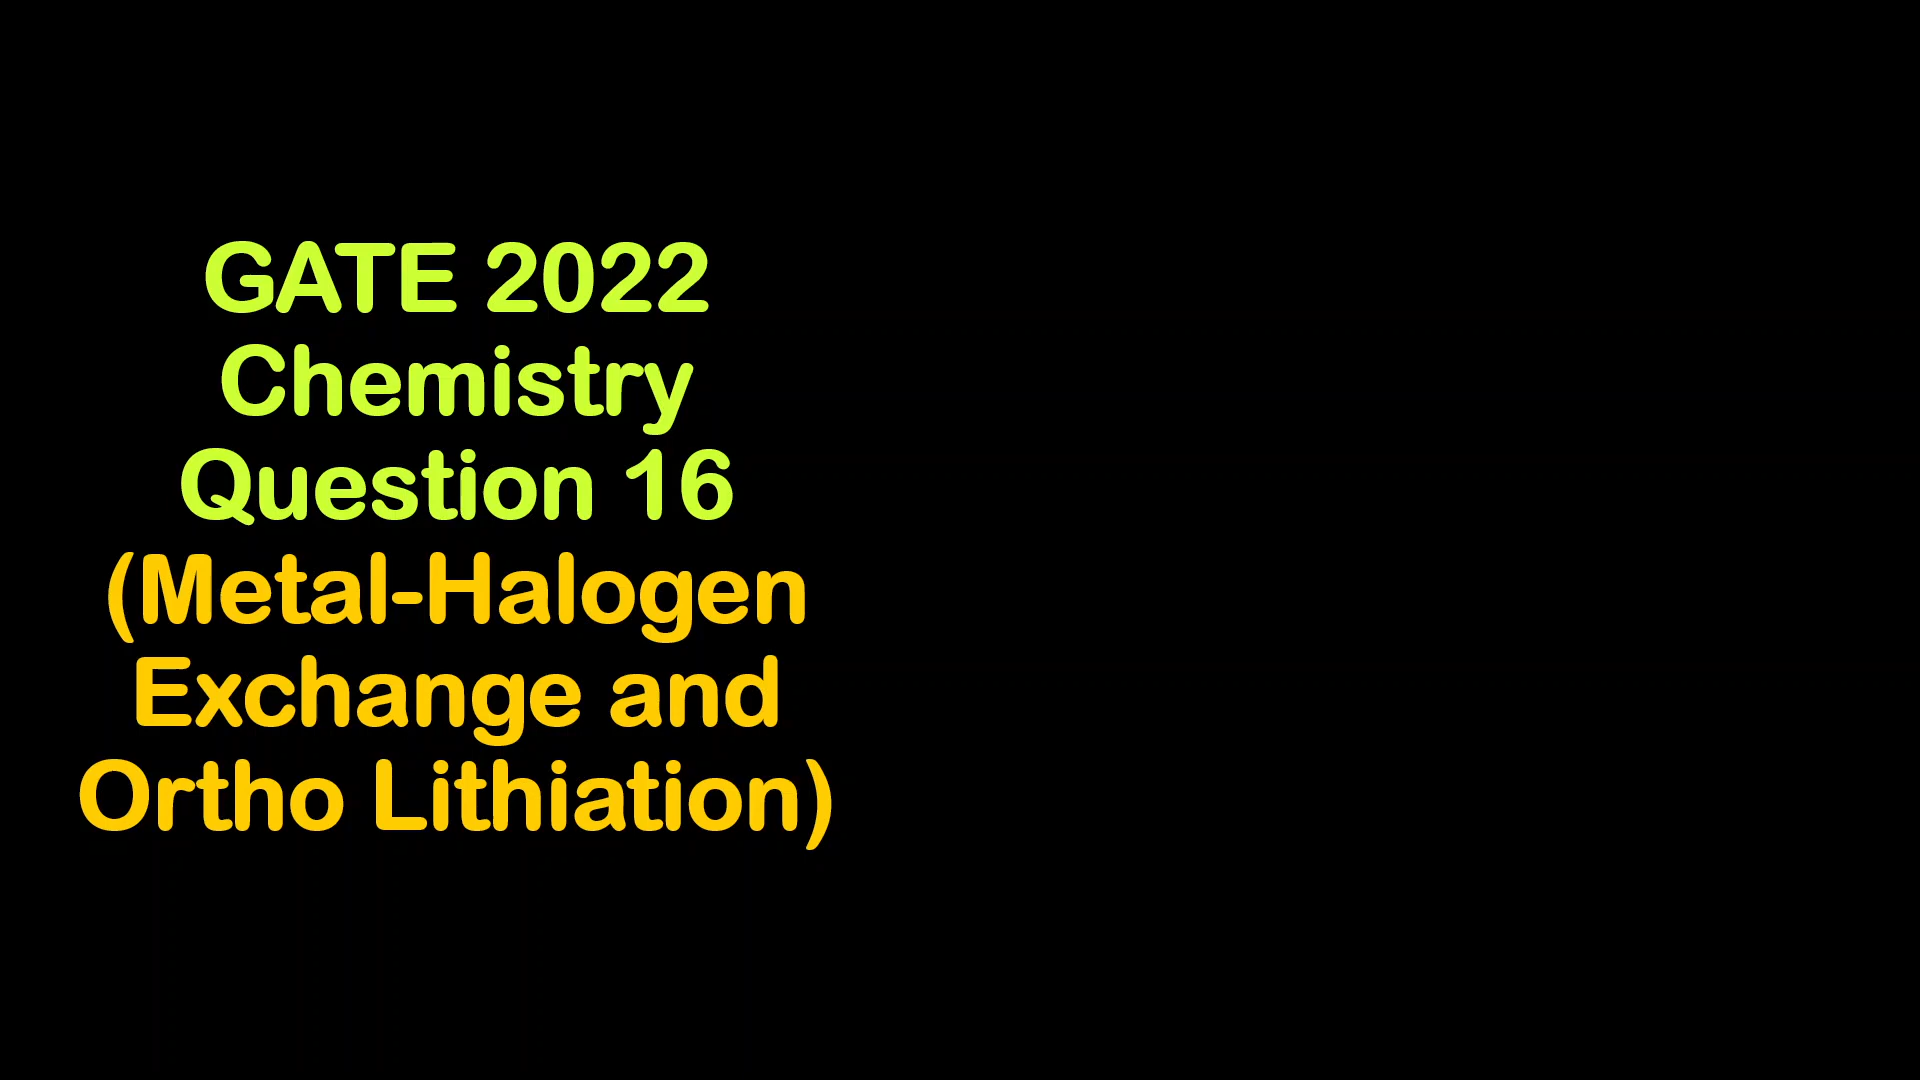 GATE 2022
Chemistry
Question 16
(Metal-Halogen
Exchange and
Ortho Lithiation)